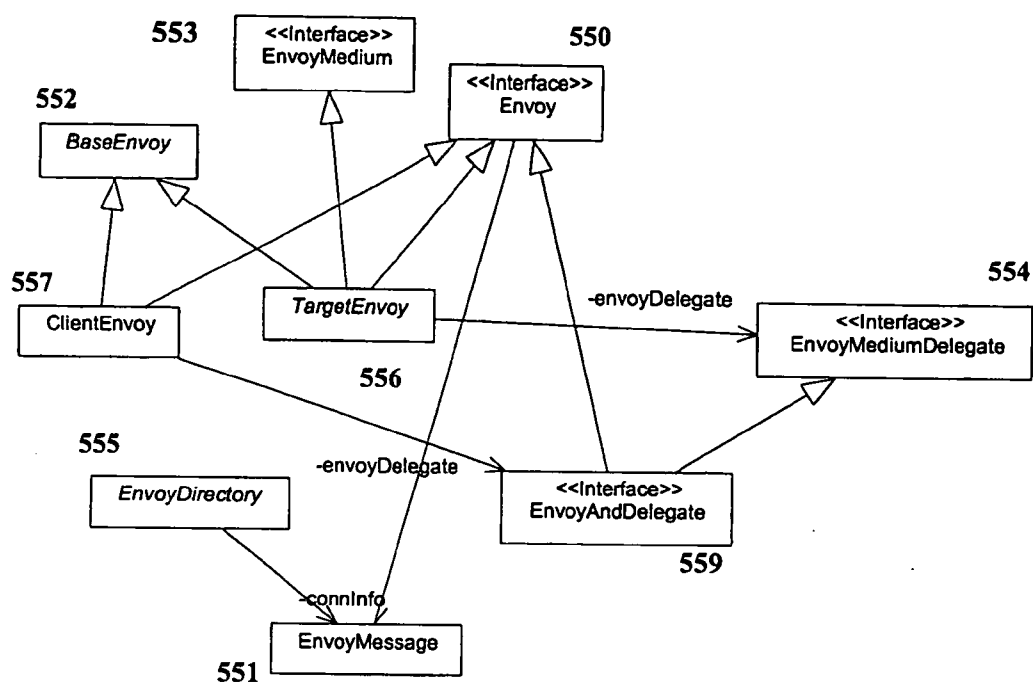 553
<<Interface>>
EnvoyMedium
550
<<Interface>>
Envoy
552
BaseEnvoy
557
ClientEnvoy
TargetEnvoy
556
-envoyDelegate
554
<<Interface>>
EnvoyMediumDelegate
555
EnvoyDirectory
-envoyDelegate
<<Interface>>
EnvoyAndDelegate
559
-connInfo
EnvoyMessage
551